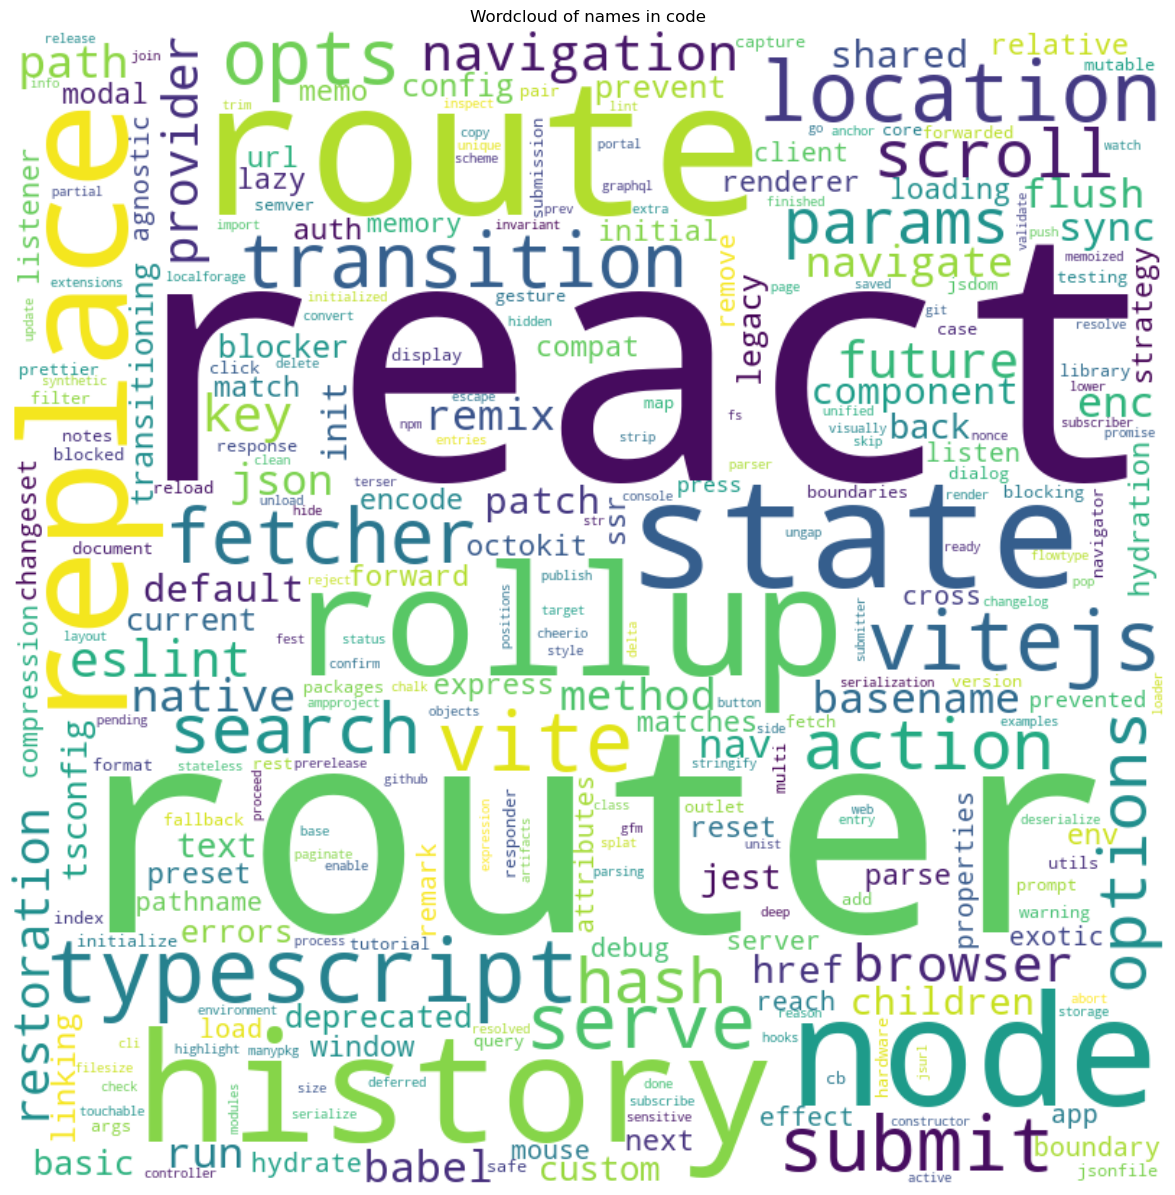 Wordcloud of names in code
release
join
path
info
modal
opts
navigation
config
memo
pair
prevent
capture
shared
relative
mutable
location
provider
replace
agnostic
listener
partial
extensions
update
trim
inspect
lint
route
url
lazy
semver
import
copy
unique
scheme
submission
portal
graphql
prev
extra
invariant
auth
memory
initial
client
renderer
finished
go
anchor
core
forwarded
scroll
watch
loading
flush
params
validate
push
sync
navigate
memoized
testing
jsdom
transition
localforage
transitioning
remove
react
initialized
convert
gesture
hidden
page
saved
git
case
resolve
strategy
legacy
prettier
synthetic
filter
blocker
click
delete
match
display
compat
future
library
component
lower
enc
subscriber
promise
key
init
escape
remix
map
strip
fs
unified
visually
skip
back
nonce
notes
blocked
response
clean
npm
entries
parser
listen
dialog
hydration
changeset
reload
json
unload
hide
terser
encode
patch
ssr
str
console
press
boundaries
render
blocking
navigator
document
fetcher
octokit
state
ungap
ready
flowtype
pop
default
reject
forward
publish
cross
changelog
compression
current
rollup
positions
target
cheerio
style
delta
submitter
vitejs
layout
eslint
fest
status
confirm
native
packages
chalk
ampproject
express
method
button
serialization
version
basename
prevented
loader
pending
search
objects
vite
matches
side
fetch
nav
stringify
action
examples
options
tsconfig
format
stateless
rest
prerelease
proceed
github
multi
router
fallback
text
preset
pathname
base
paginate
enable
remark
expression
responder
artifacts
attributes
class
gfm
splat
parsing
outlet
reset
unist
jest
web
entry
parse
properties
deserialize
env
utils
prompt
add
warning
deep
restoration
index
initialize
errors
process
tutorial
debug
server
exotic
typescript
hash
href
browser
linking
environment
load
deprecated
resolved
query
serve
reach
reason
hooks
children
abort
storage
cli
filesize
check
highlight
manypkg
window
history
node
cb
hardware
jsurl
touchable
args
modules
size
serialize
deferred
done
subscribe
sensitive
effect
constructor
app
basic
run
controller
hydrate
babel
safe
mouse
custom
next
submit
active
boundary
jsonfile